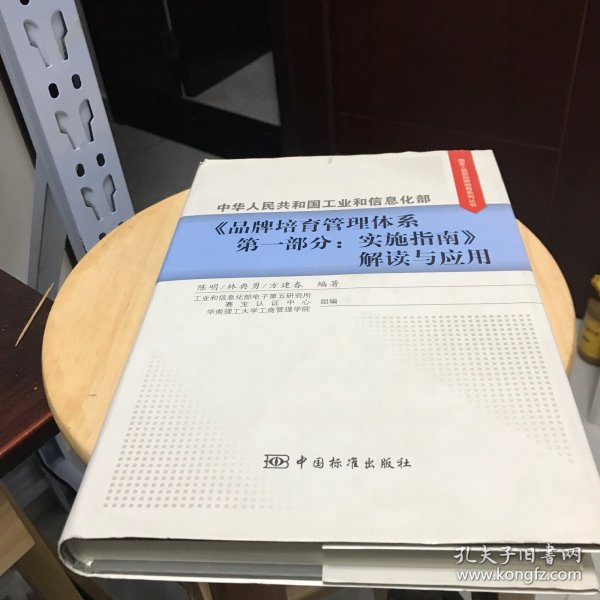 中华人民共和国工业和信息化部
《品牌培育管理体系
第一部分：实施指南》
解读与应用
陈明/林奂勇/方建春 编著
工业和信息化部电子第五研究所
赛宝认证中心 组编
华南理工大学工商管理学院
中国标准出版社
孔夫子旧书网
www.kongfz.com